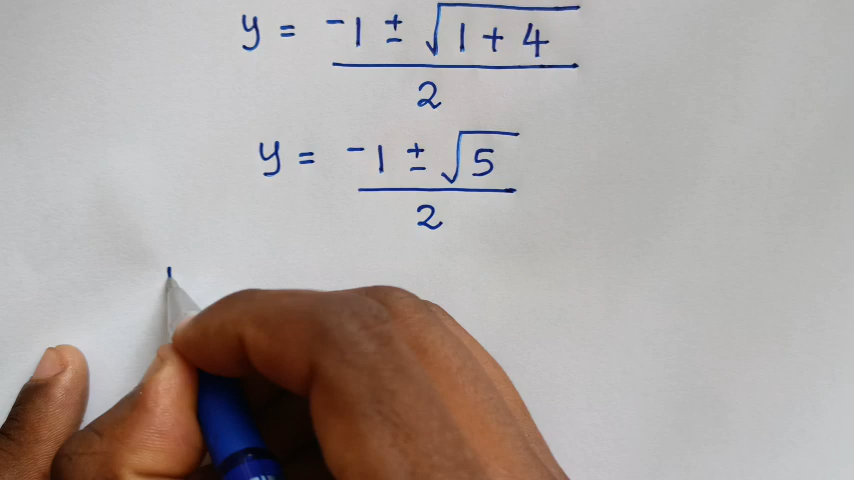 y = -1 ± √1 + 4
2
y = -1 ± √5
2